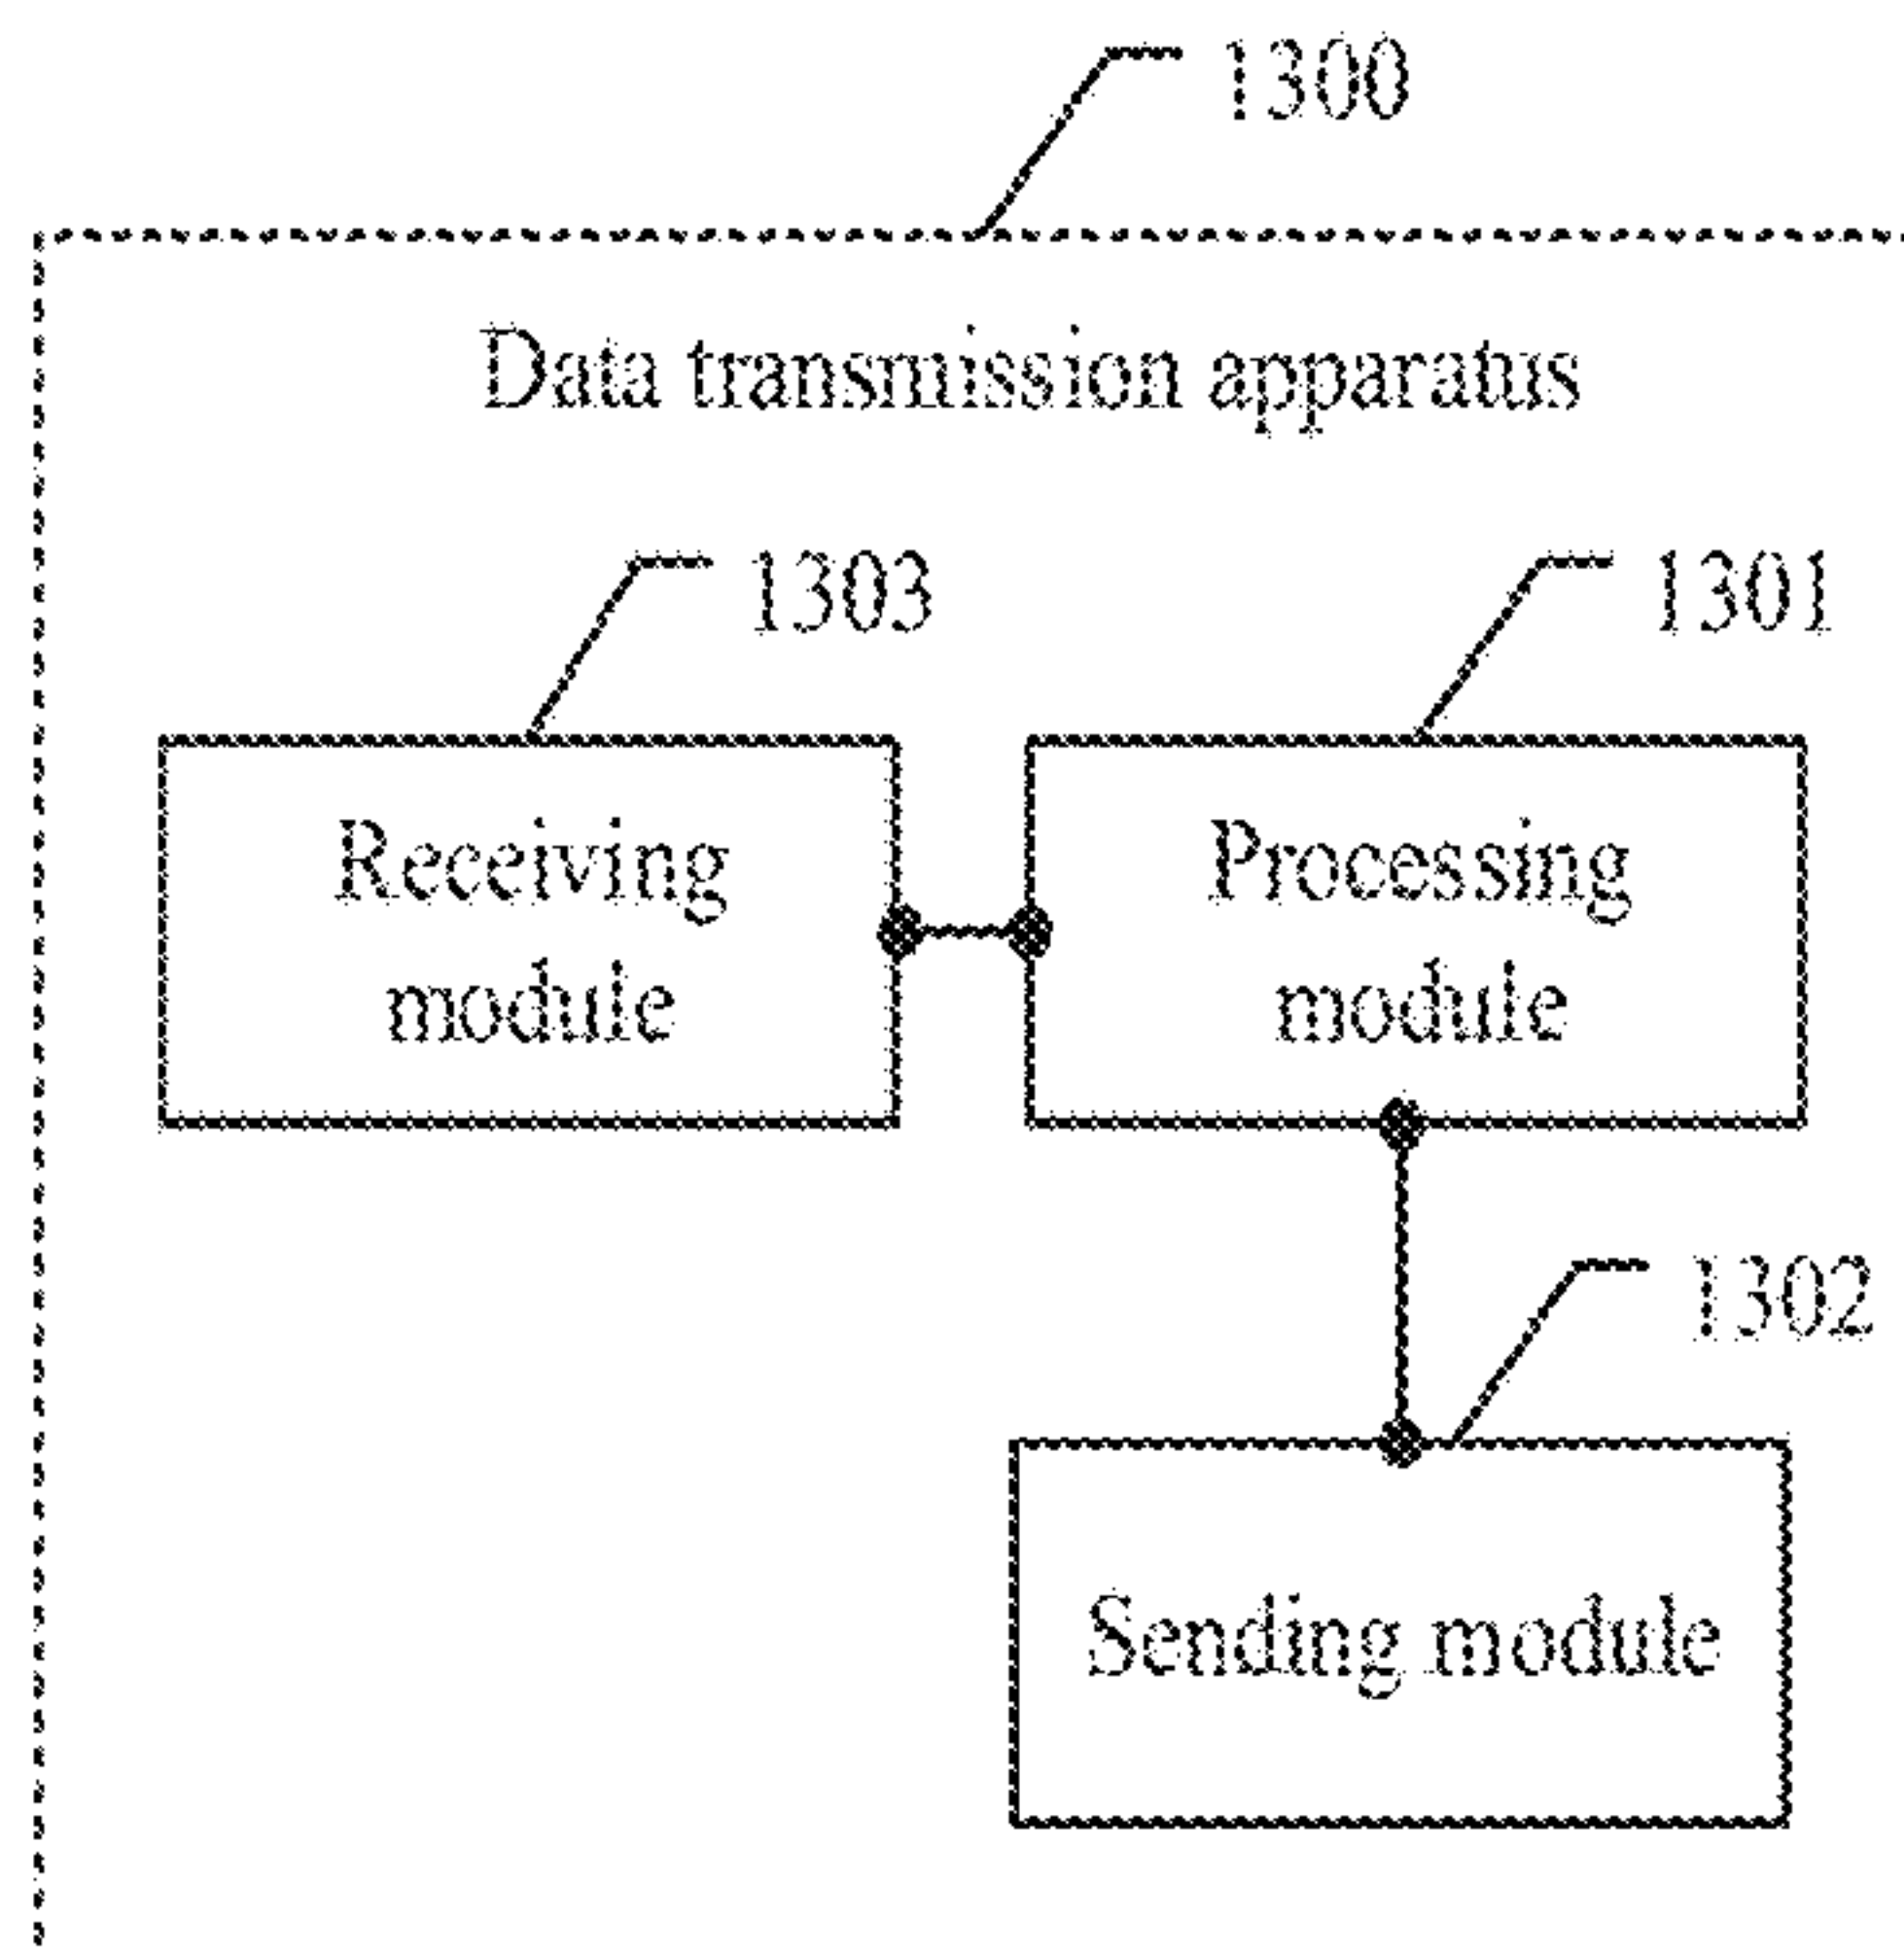 1300
Data transmission apparatus
1303
1301
Receiving
module
Processing
module
1302
Sending module